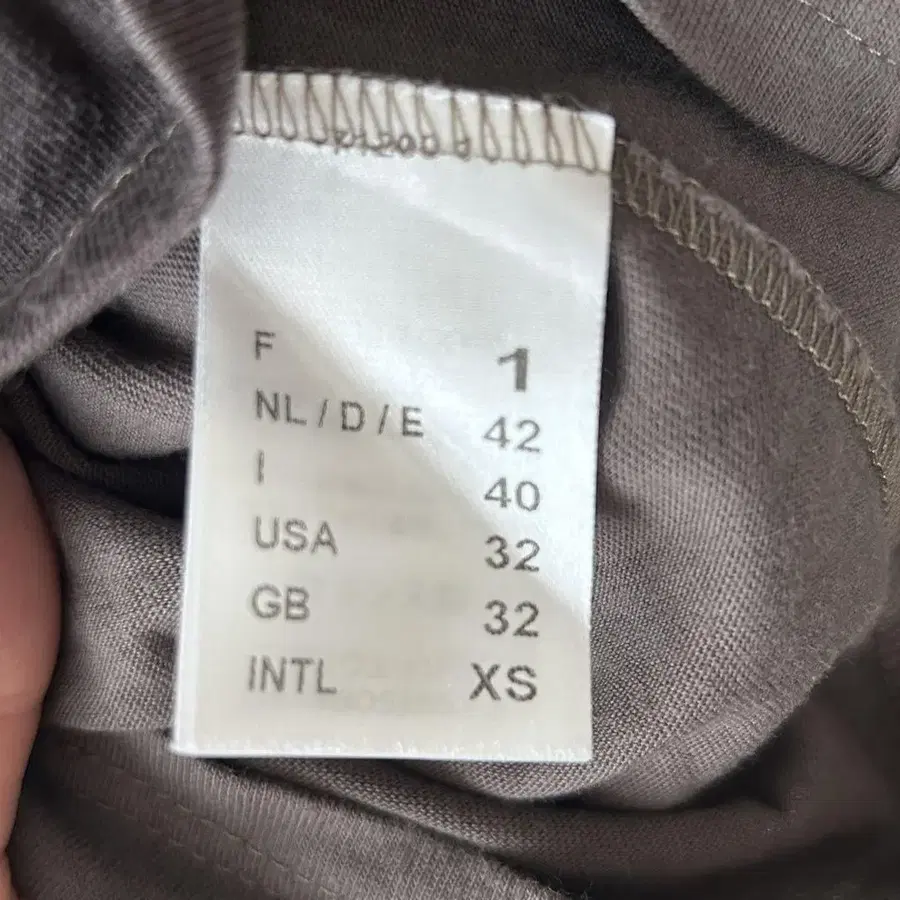 F 1
NL / D / E 42
I 40
USA 32
GB 32
INTL XS